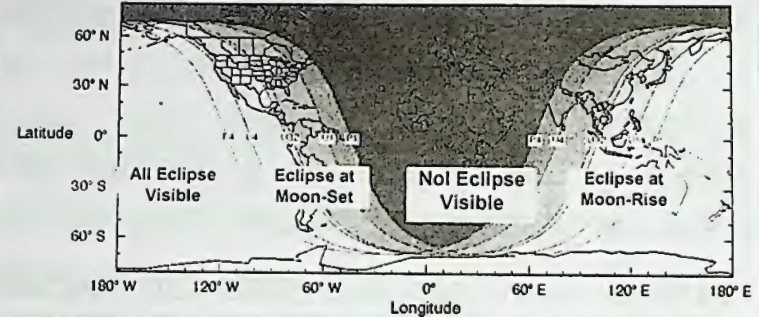 60° N
30° N
Latitude 0°
30° S
60° S
All Eclipse
Visible
Eclipse at
Moon-Set
Nol Eclipse
Visible
Eclipse at
Moon-Rise
180° W 120° W 60° W 0° 60° E 120° E 180° E
Longitude